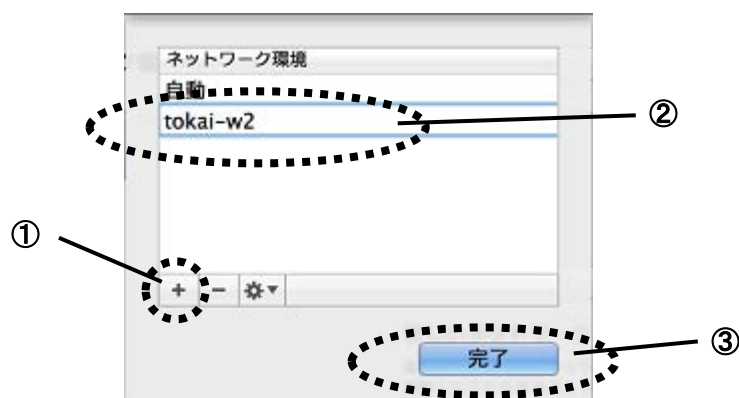 ネットワーク環境
自動
tokai-w2
②
①
+ −
完了
③